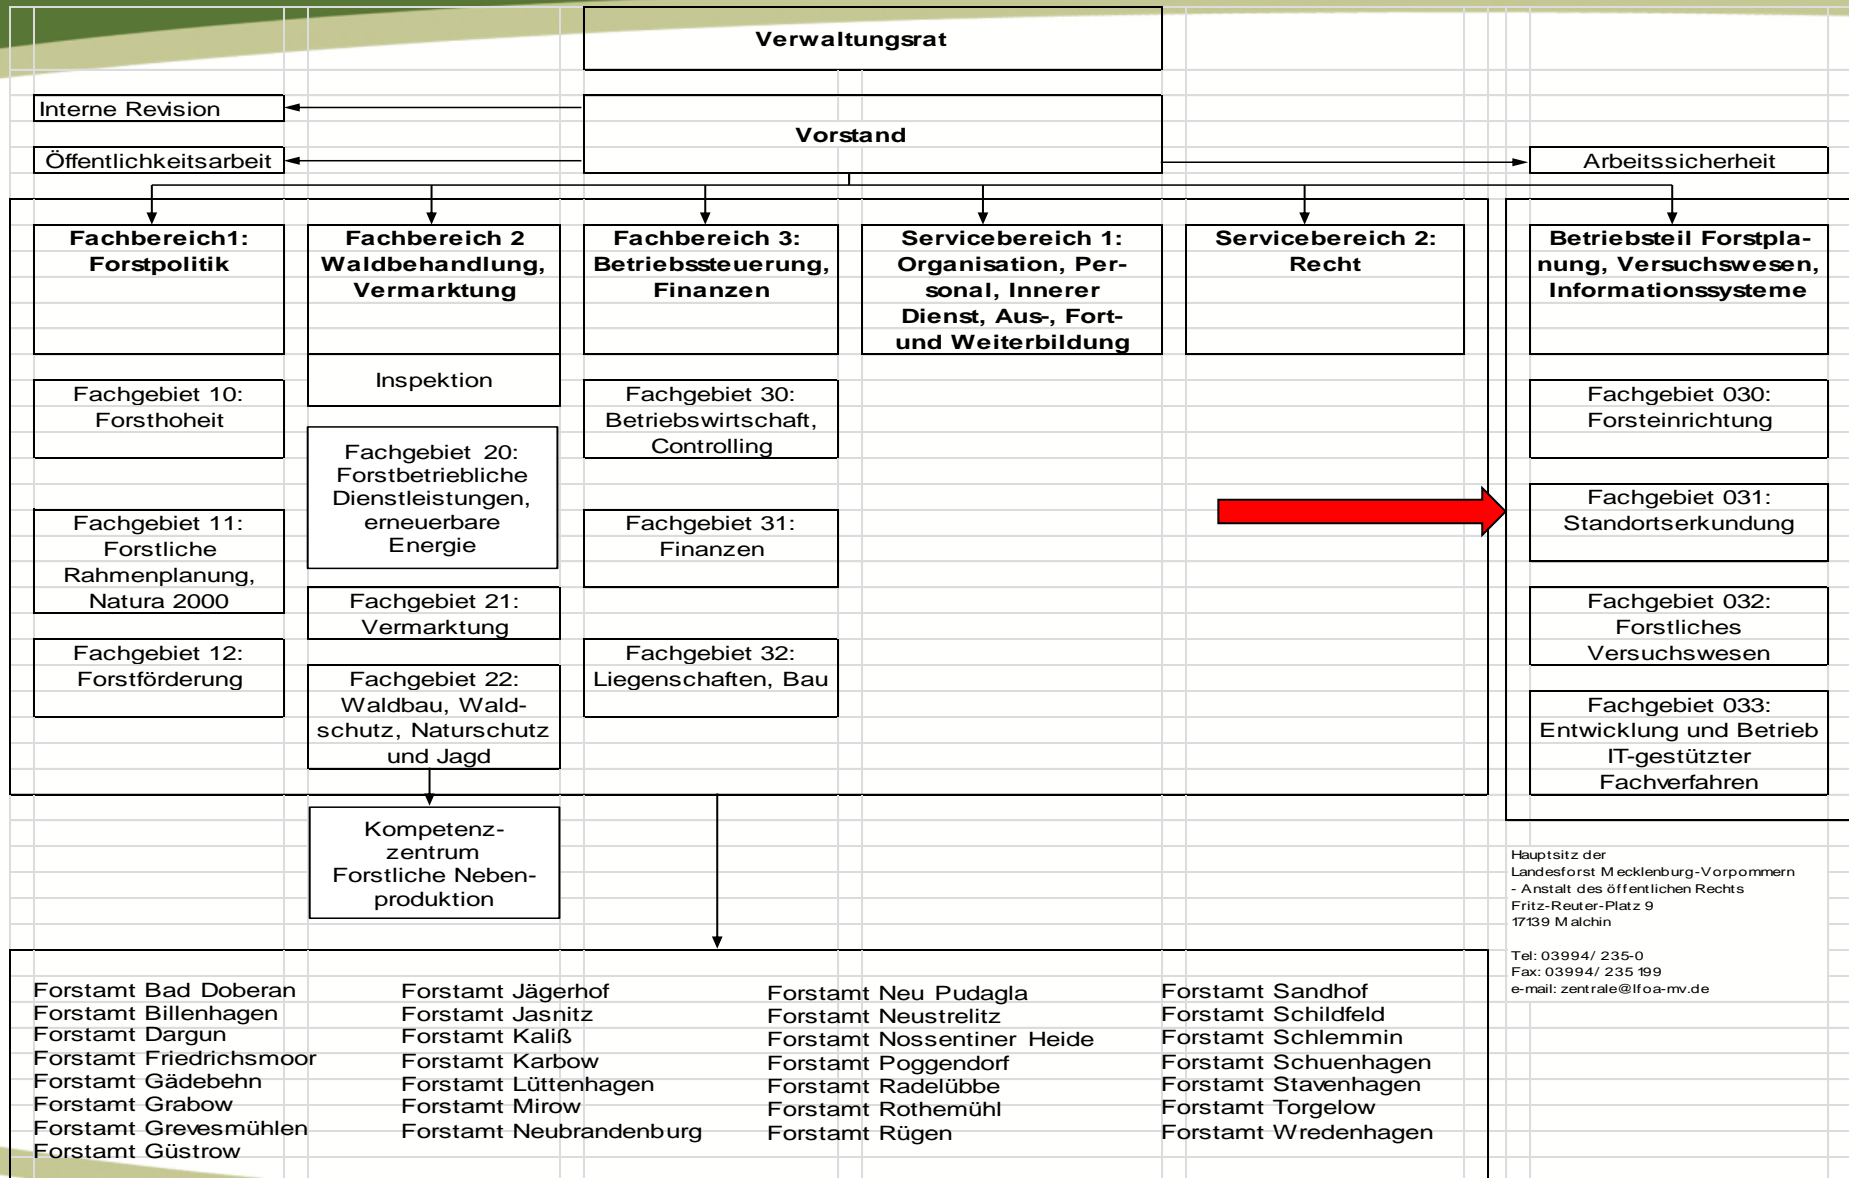 Verwaltungsrat
Interne Revision
Vorstand
Öffentlichkeitsarbeit
Arbeitssicherheit
Fachbereich1:
Forstpolitik
Fachbereich 2
Waldbehandlung,
Vermarktung
Fachbereich 3:
Betriebssteuerung,
Finanzen
Servicebereich 1:
Organisation, Per-
sonal, Innerer
Dienst, Aus-, Fort-
und Weiterbildung
Servicebereich 2:
Recht
Betriebsteil Forstpla-
nung, Versuchswesen,
Informationssysteme
Fachgebiet 10:
Forsthoheit
Fachgebiet 11:
Forstliche
Rahmenplanung,
Natura 2000
Fachgebiet 12:
Forstförderung
Inspektion
Fachgebiet 20:
Forstbetriebliche
Dienstleistungen,
erneuerbare
Energie
Fachgebiet 21:
Vermarktung
Fachgebiet 22:
Waldbau, Wald-
schutz, Naturschutz
und Jagd
Kompetenz-
zentrum
Forstliche Neben-
produktion
Fachgebiet 30:
Betriebswirtschaft,
Controlling
Fachgebiet 31:
Finanzen
Fachgebiet 32:
Liegenschaften, Bau
Fachgebiet 030:
Forsteinrichtung
Fachgebiet 031:
Standortserkundung
Fachgebiet 032:
Forstliches
Versuchswesen
Fachgebiet 033:
Entwicklung und Betrieb
IT-gestützter
Fachverfahren
Hauptsitz der
Landesforst Mecklenburg-Vorpommern
- Anstalt des öffentlichen Rechts
Fritz-Reuter-Platz 9
17139 Malchin
Tel: 03994/ 235-0
Fax: 03994/ 235 199
e-mail: zentrale@lfoa-mv.de
Forstamt Bad Doberan
Forstamt Billenhagen
Forstamt Dargun
Forstamt Friedrichsmoor
Forstamt Gädebehn
Forstamt Grabow
Forstamt Grevesmühlen
Forstamt Güstrow
Forstamt Jägerhof
Forstamt Jasnitz
Forstamt Kaliß
Forstamt Karbow
Forstamt Lüttenhagen
Forstamt Mirow
Forstamt Neubrandenburg
Forstamt Neu Pudagla
Forstamt Neustrelitz
Forstamt Nossentiner Heide
Forstamt Poggendorf
Forstamt Radelübbe
Forstamt Rothemühl
Forstamt Rügen
Forstamt Sandhof
Forstamt Schildfeld
Forstamt Schlemmin
Forstamt Schuenhagen
Forstamt Stavenhagen
Forstamt Torgelow
Forstamt Wredenhagen